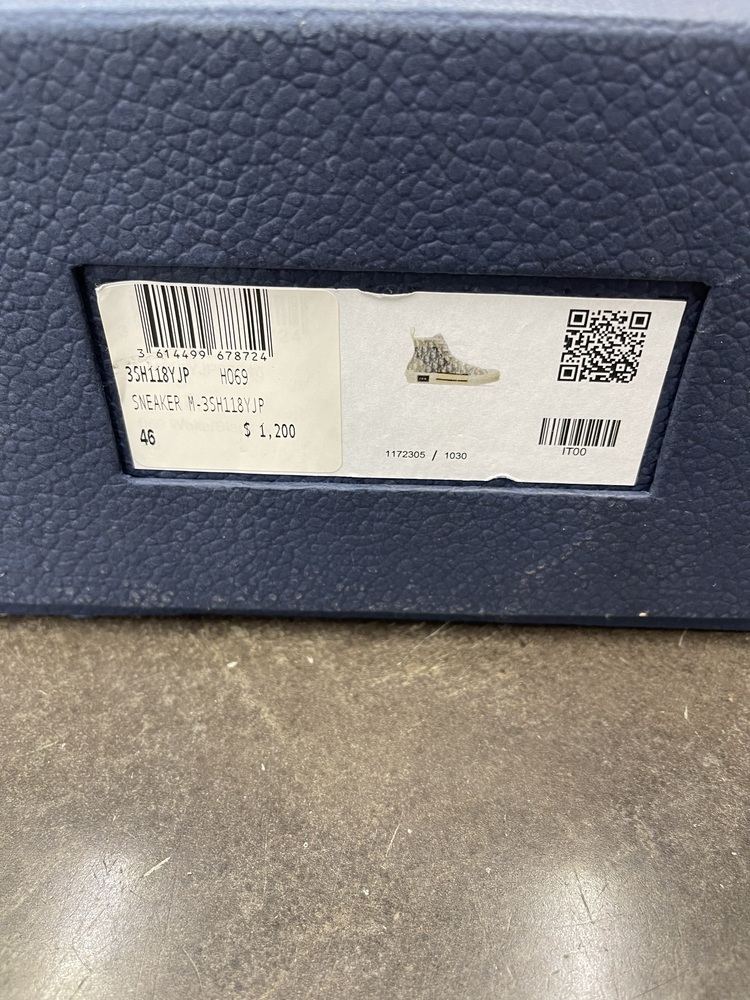 3 614499 678724
3SH118YJP H069
SNEAKER M-3SH118YJP
46 $ 1,200
1172305 / 1030
IT00